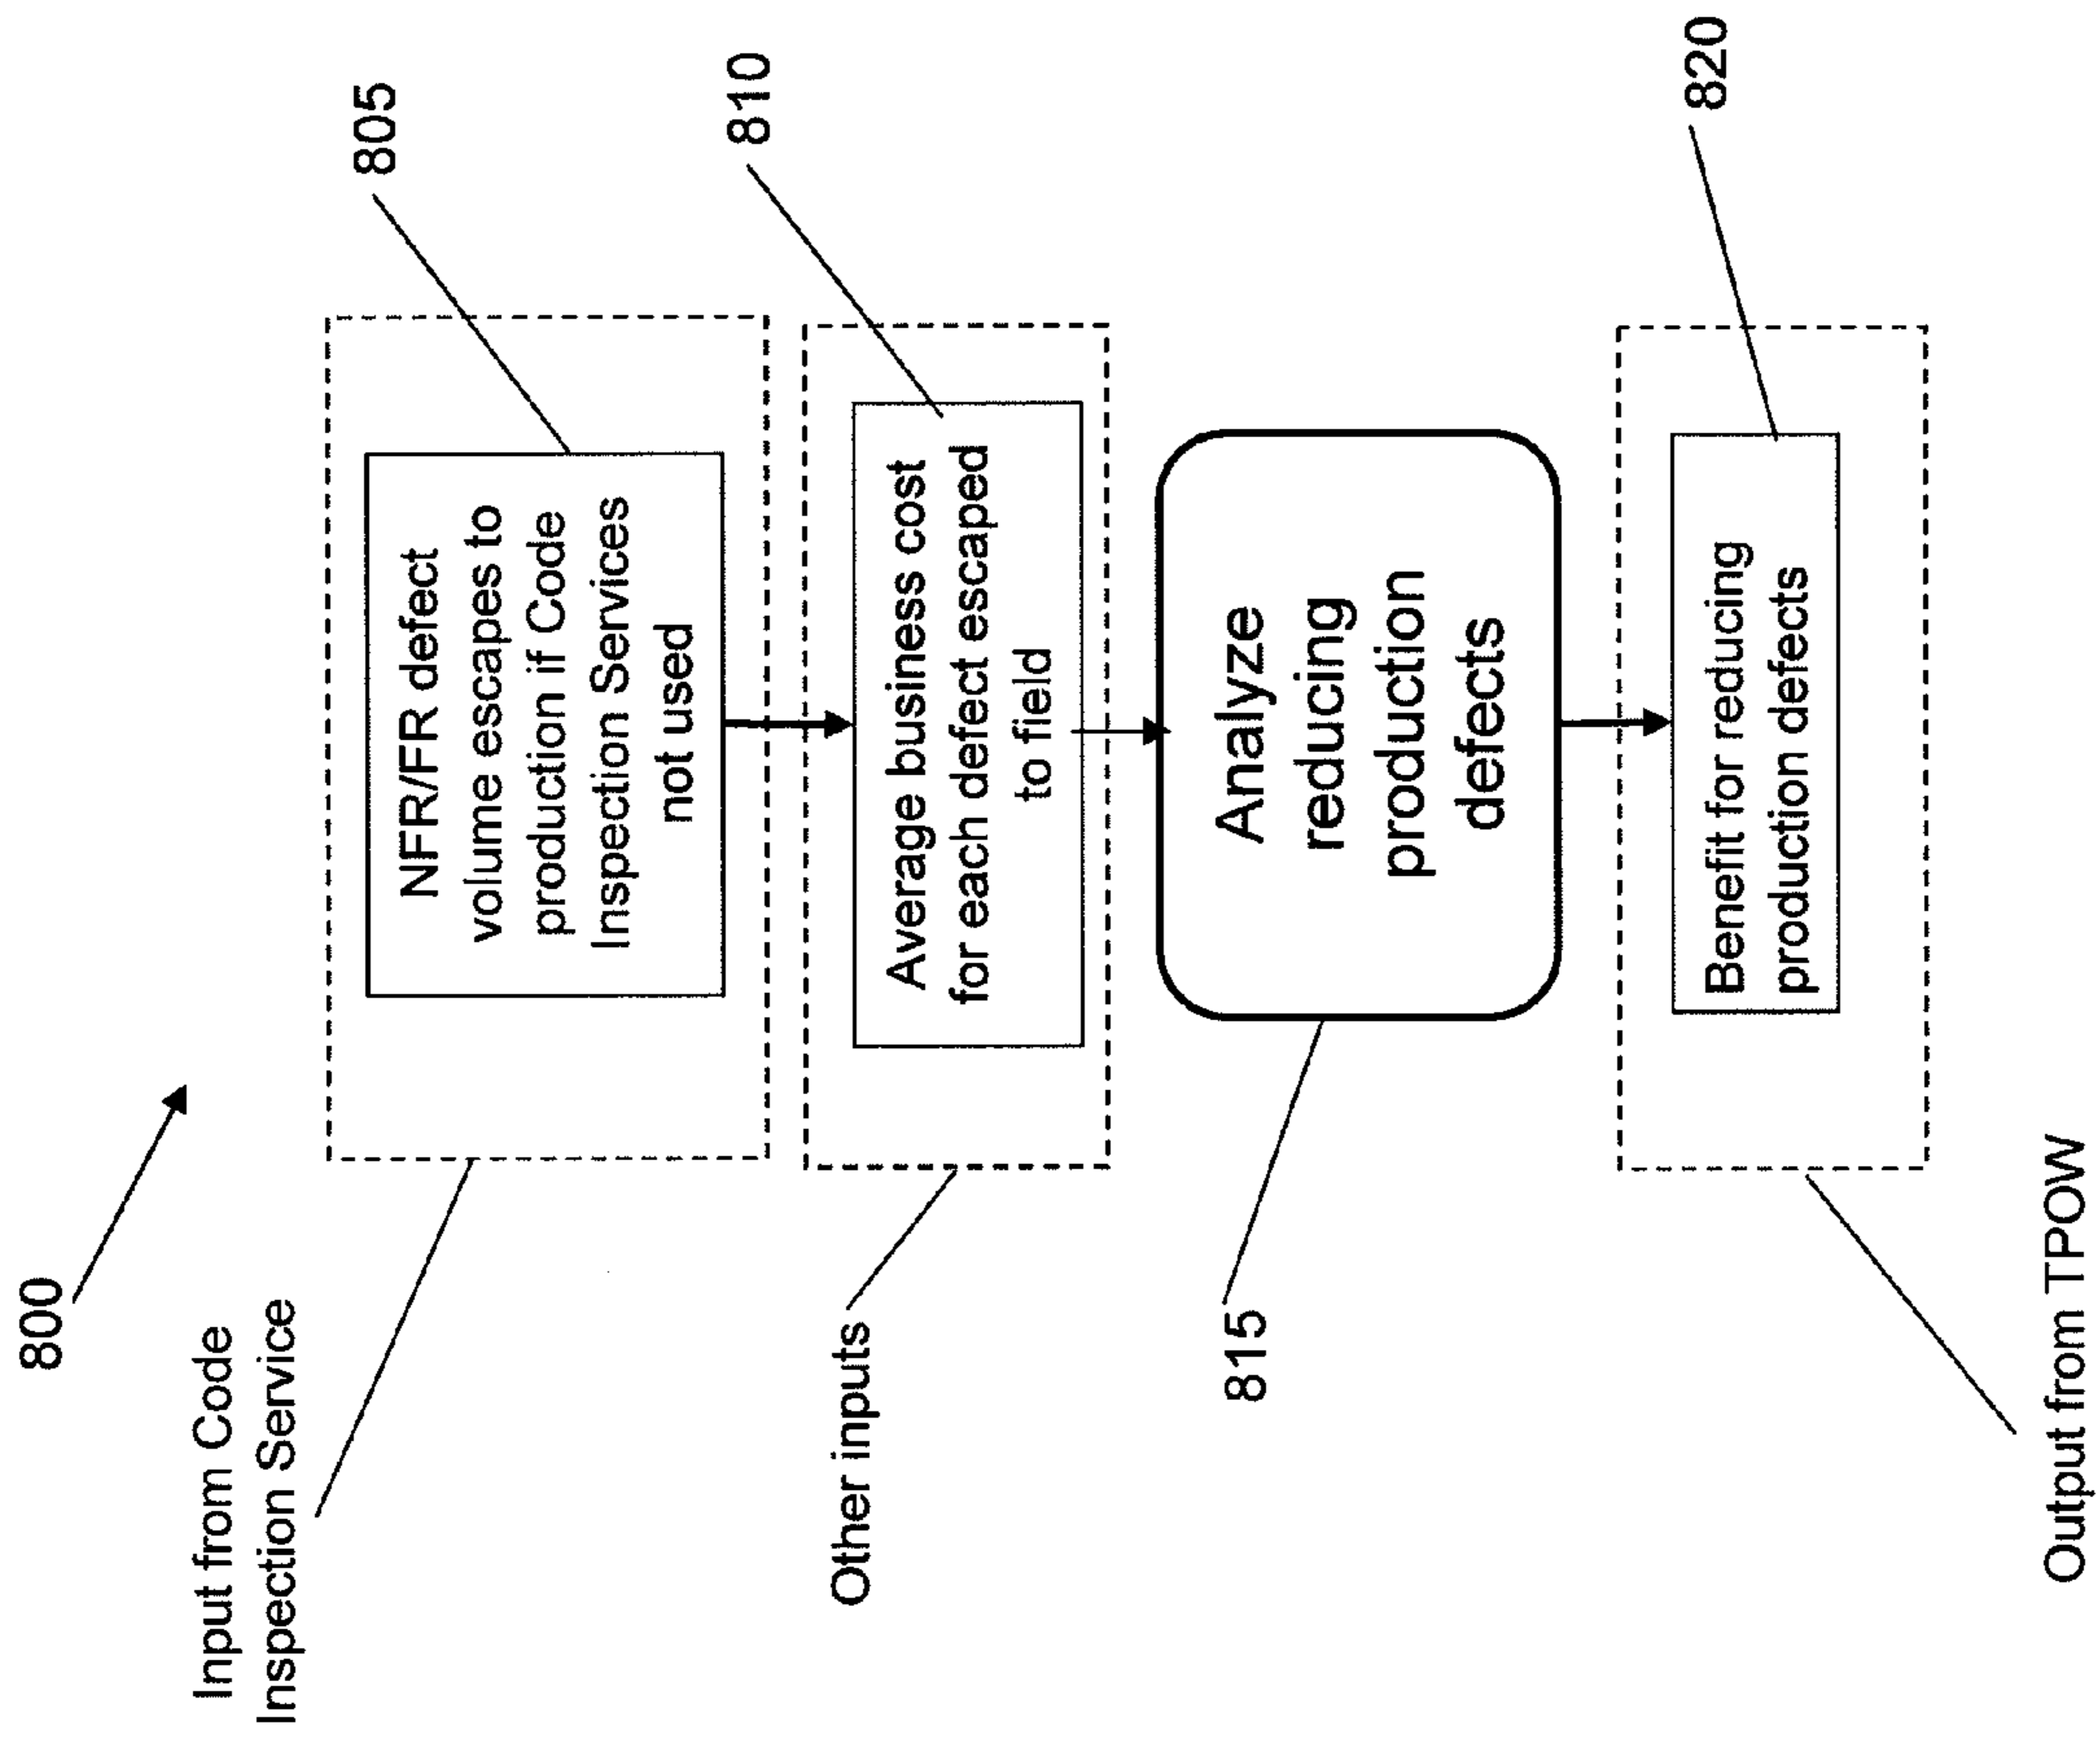 800
Input from Code
Inspection Service
805
NFR/FR defect
volume escapes to
production if Code
Inspection Services
not used
Other inputs
810
Average business cost
for each defect escaped
to field
815
Analyze
reducing
production
defects
820
Benefit for reducing
production defects
Output from TPOW